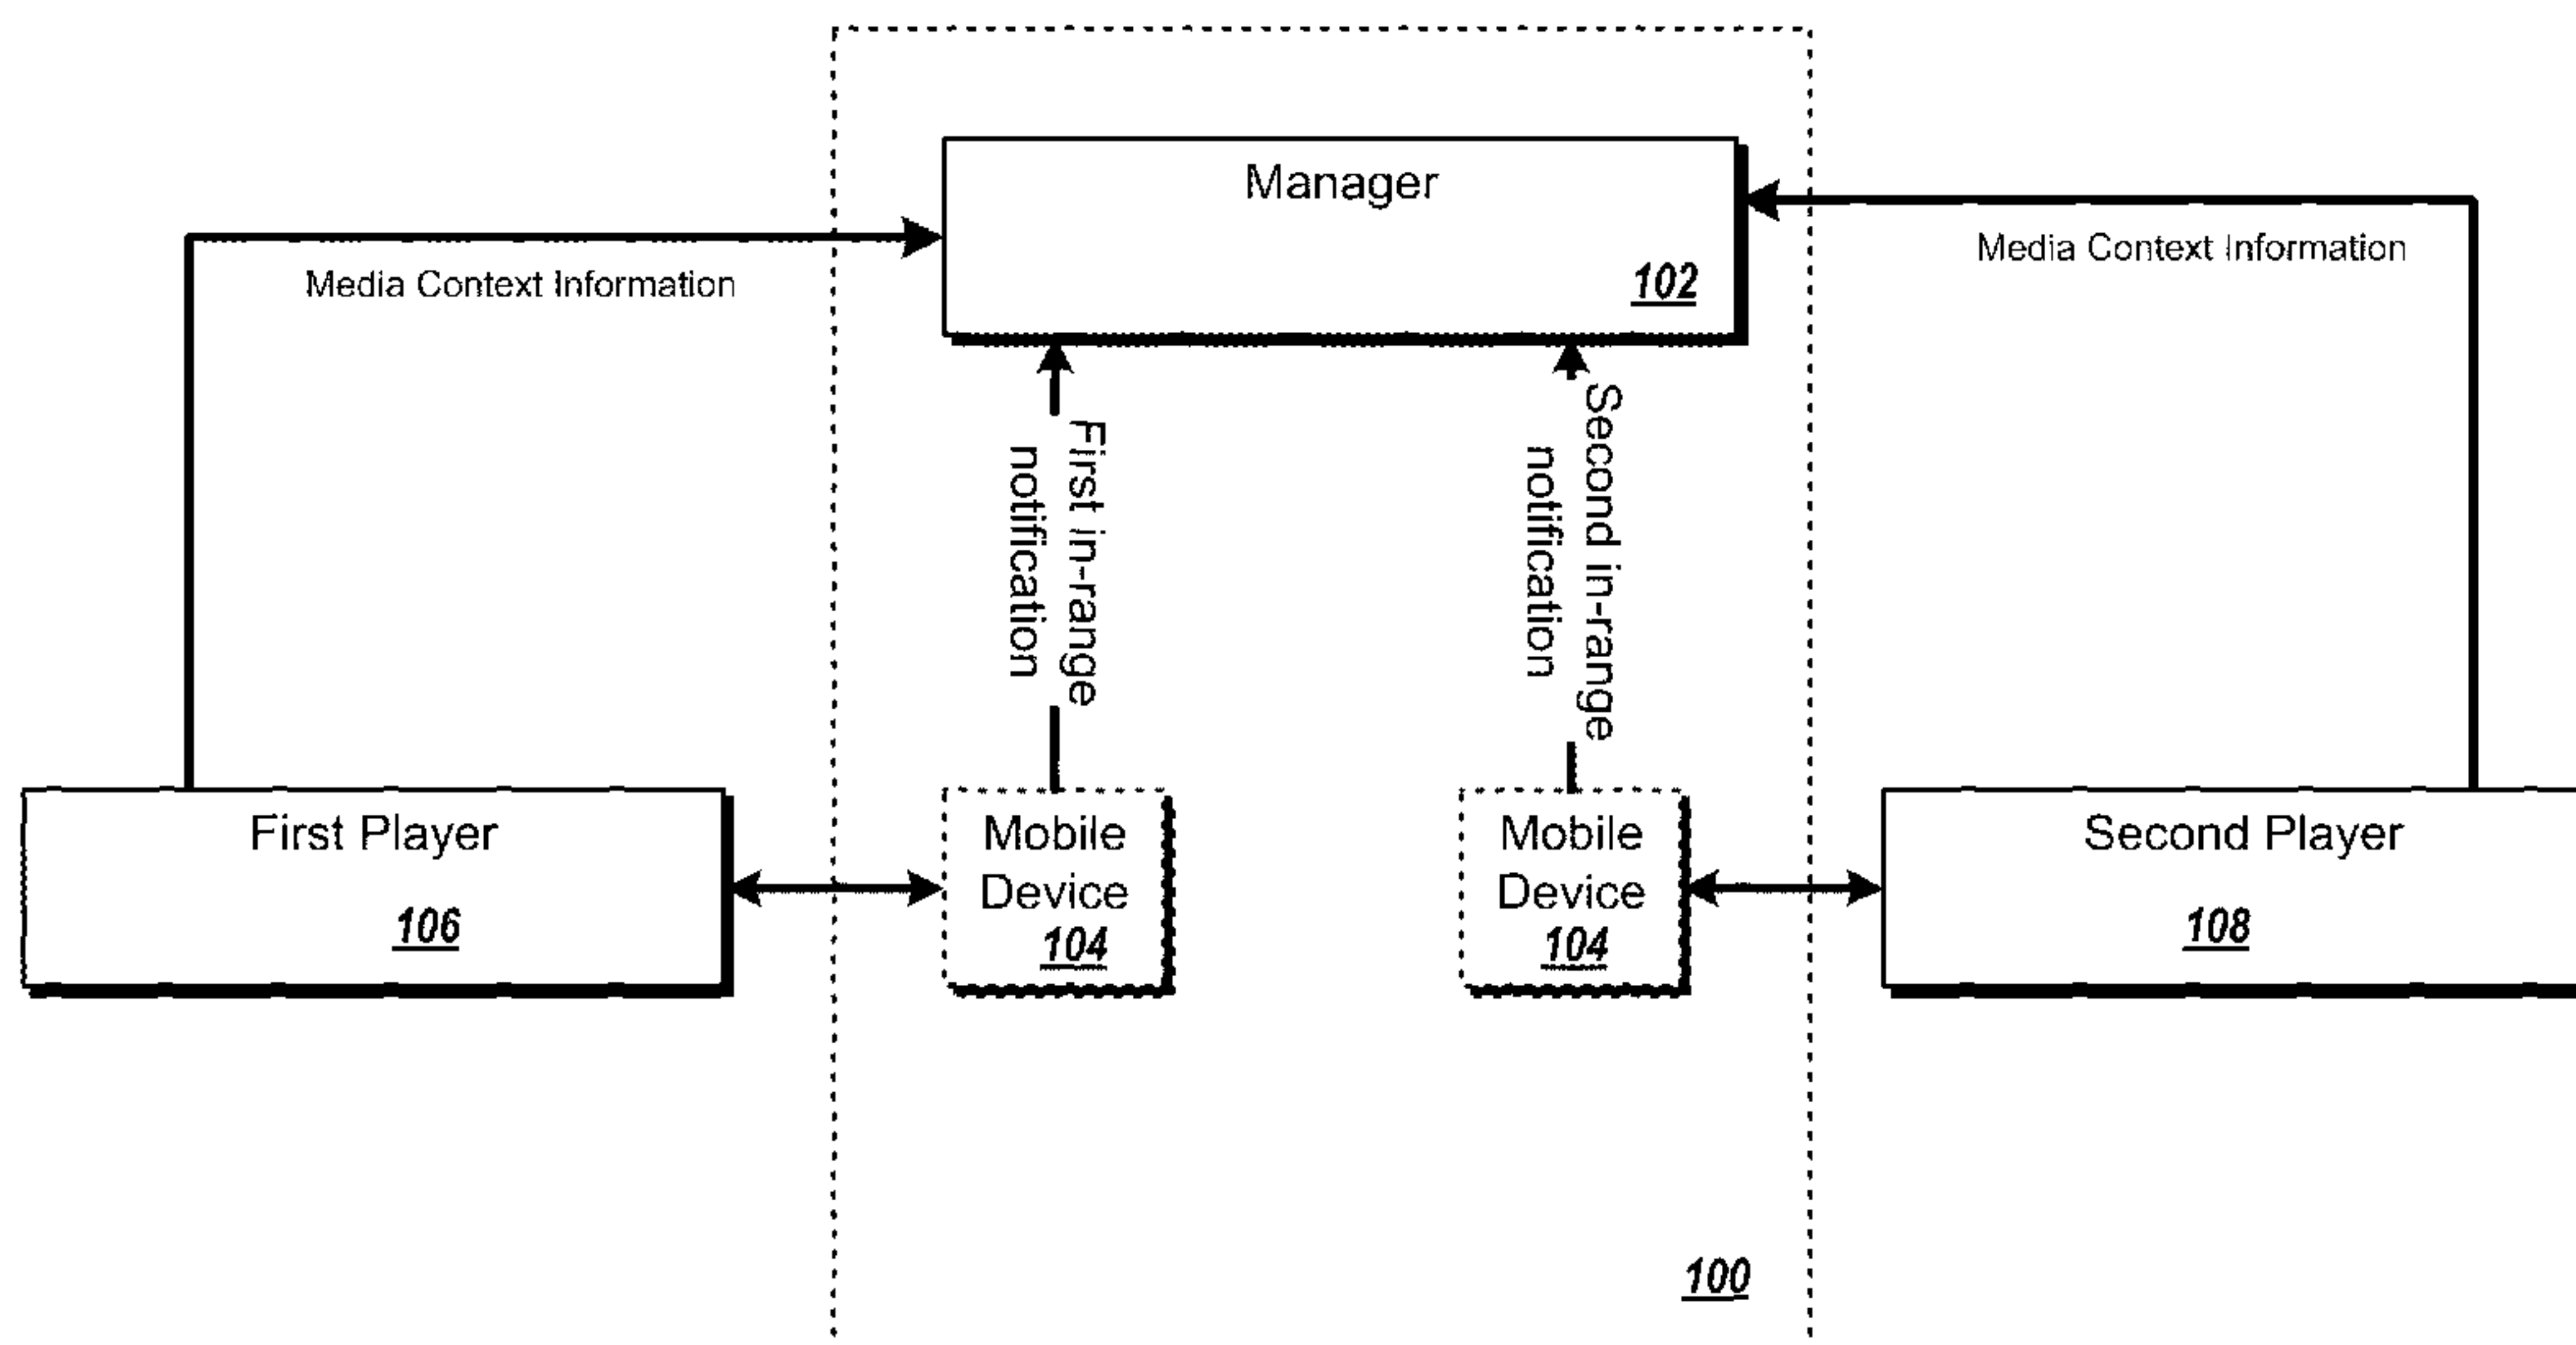 Manager
102
Media Context Information
Media Context Information
First in-range
notification
Second in-range
notification
First Player
106
Mobile
Device
104
Mobile
Device
104
Second Player
108
100